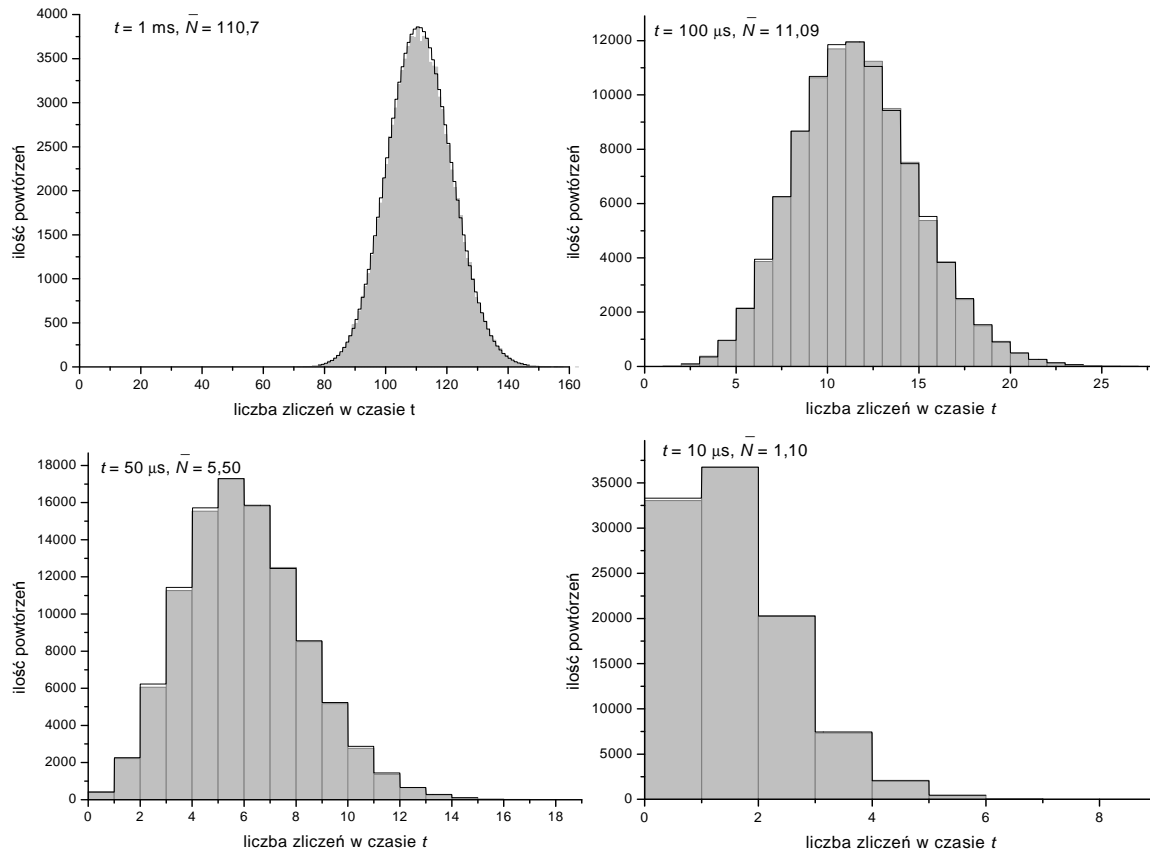 t = 1 ms, N̅ = 110,7
4000
3500
3000
2500
2000
1500
1000
500
0
0 20 40 60 80 100 120 140 160
ilość powtórzeń
liczba zliczeń w czasie t
t = 100 μs, N̅ = 11,09
12000
10000
8000
6000
4000
2000
0
0 5 10 15 20 25
ilość powtórzeń
liczba zliczeń w czasie t
t = 50 μs, N̅ = 5,50
18000
16000
14000
12000
10000
8000
6000
4000
2000
0
0 2 4 6 8 10 12 14 16 18
ilość powtórzeń
liczba zliczeń w czasie t
t = 10 μs, N̅ = 1,10
35000
30000
25000
20000
15000
10000
5000
0
0 2 4 6 8
ilość powtórzeń
liczba zliczeń w czasie t